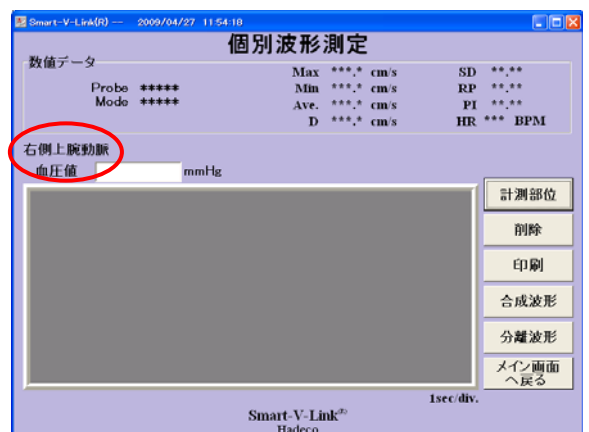 Smart-V-Link(R) -- 2009/04/27 11:54:18
個別波形測定
数値データ
Max ***.* cm/s SD **.**
Probe ***** Min ***.* cm/s RP **.**
Mode ***** Ave. ***.* cm/s PI **.**
D ***.* cm/s HR *** BPM
右側上腕動脈
血圧値 mmHg
計測部位
削除
印刷
合成波形
分離波形
メイン画面
へ戻る
1sec/div.
Smart-V-Link(R)
Hadeco